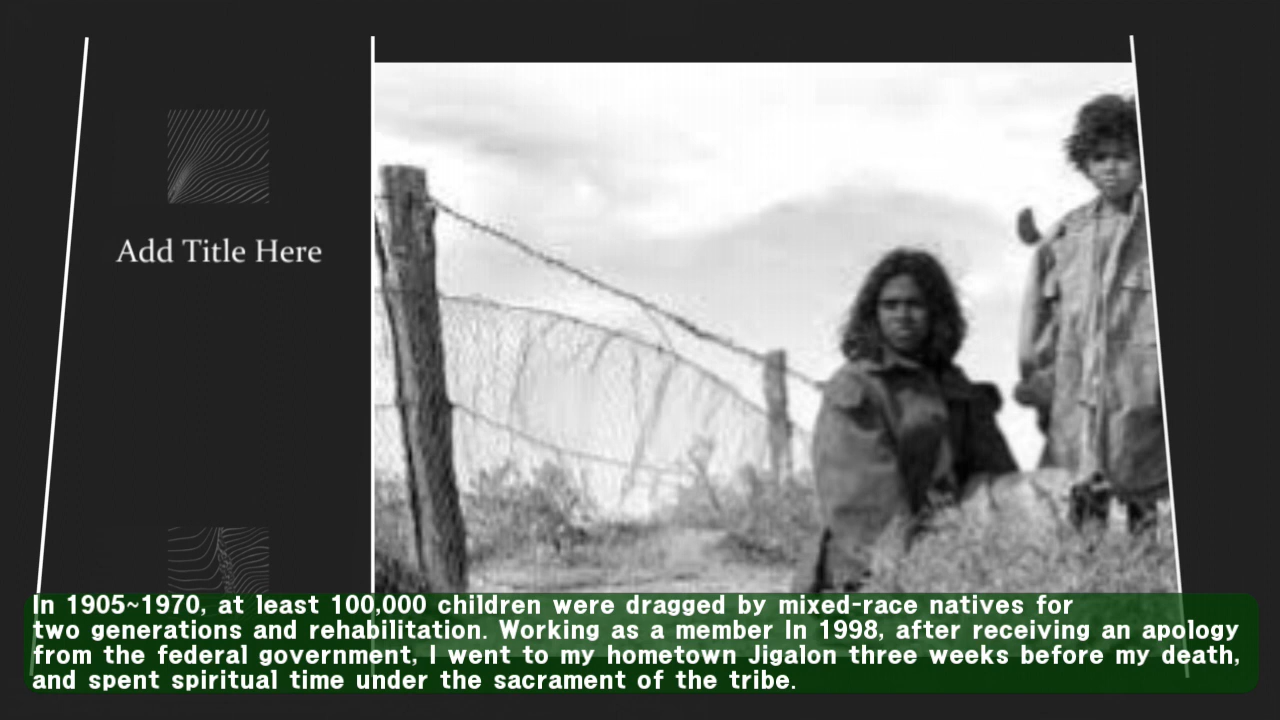 Add Title Here
In 1905~1970, at least 100,000 children were dragged by mixed-race natives for
two generations and rehabilitation. Working as a member In 1998, after receiving an apology
from the federal government, I went to my hometown Jigalon three weeks before my death,
and spent spiritual time under the sacrament of the tribe.